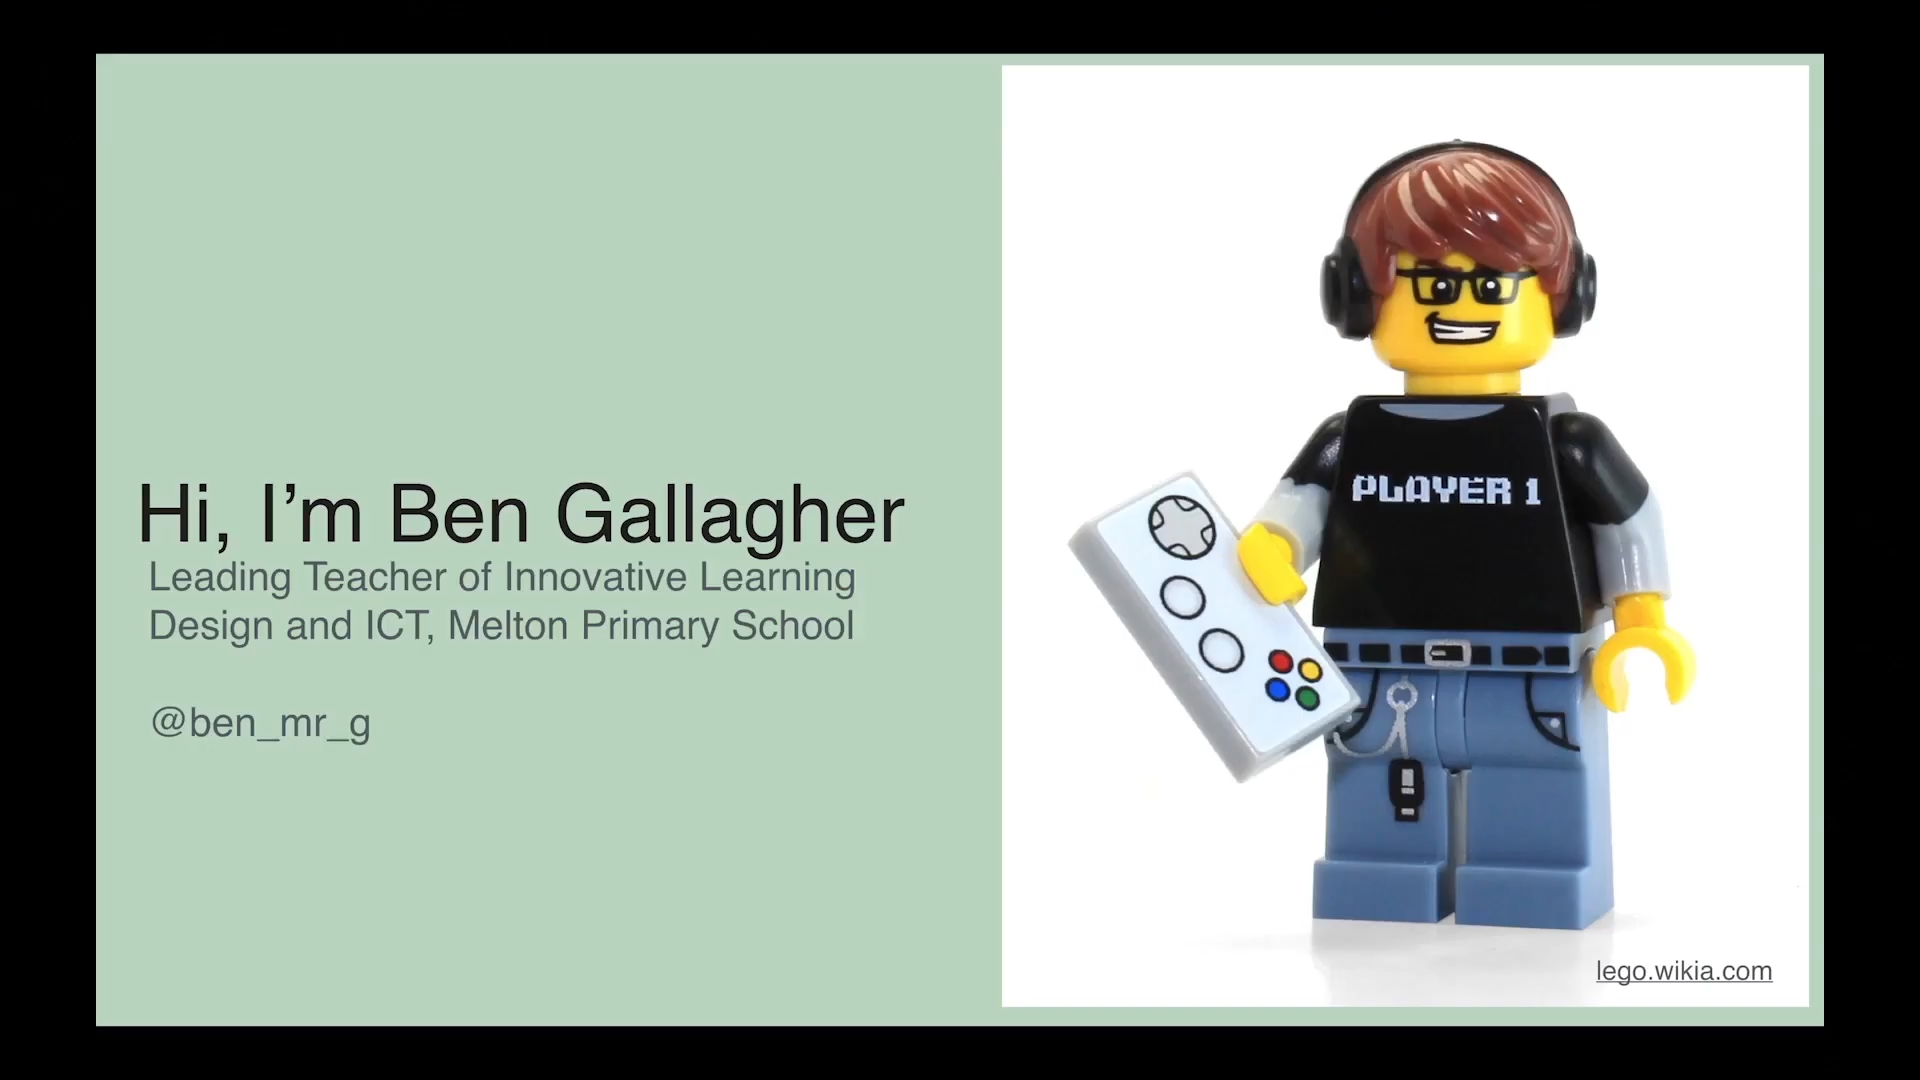 Hi, I’m Ben Gallagher
Leading Teacher of Innovative Learning
Design and ICT, Melton Primary School
@ben_mr_g
PLAYER 1
lego.wikia.com